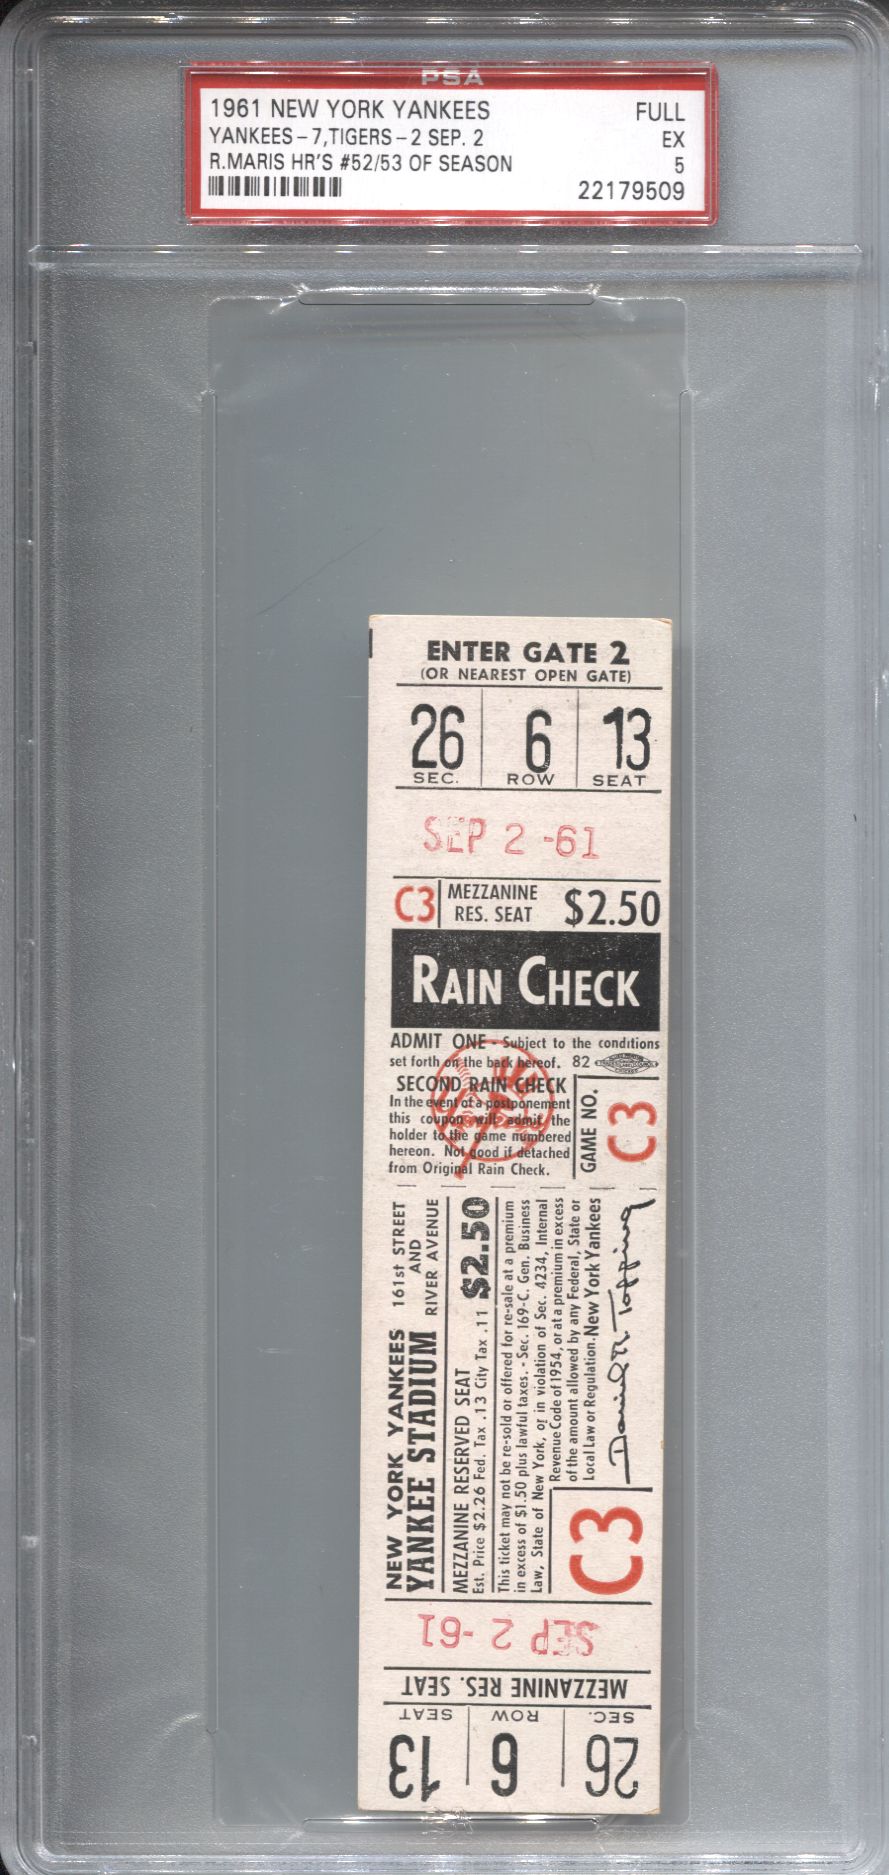 PSA
1961 NEW YORK YANKEES FULL
YANKEES-7,TIGERS-2 SEP. 2 EX
R.MARIS HR'S #52/53 OF SEASON 5
22179509
ENTER GATE 2
(OR NEAREST OPEN GATE)
26 6 13
SEC. ROW SEAT
SEP 2 -61
C3 MEZZANINE RES. SEAT $2.50
RAIN CHECK
ADMIT ONE - Subject to the conditions
set forth on the back hereof. 82
SECOND RAIN CHECK
In the event of a postponement
this coupon will admit the
holder to the game numbered
hereon. Not good if detached
from Original Rain Check.
GAME NO. C3
NEW YORK YANKEES
YANKEE STADIUM
161st STREET
AND
RIVER AVENUE
MEZZANINE RESERVED SEAT
Est. Price $2.26 Fed. Tax .13 City Tax .11 $2.50
This ticket may not be re-sold or offered for re-sale at a premium
in excess of $1.50 plus lawful taxes. - Sec. 169-C. Gen. Business
Law, State of New York, or in violation of Sec. 4234, Internal
Revenue Code of 1954, or at a premium in excess
of the amount allowed by any Federal, State or
Local Law or Regulation. New York Yankees
Daniel R. Topping
C3
SEP 2 -61
MEZZANINE RES. SEAT
SEC. ROW SEAT
26 6 13